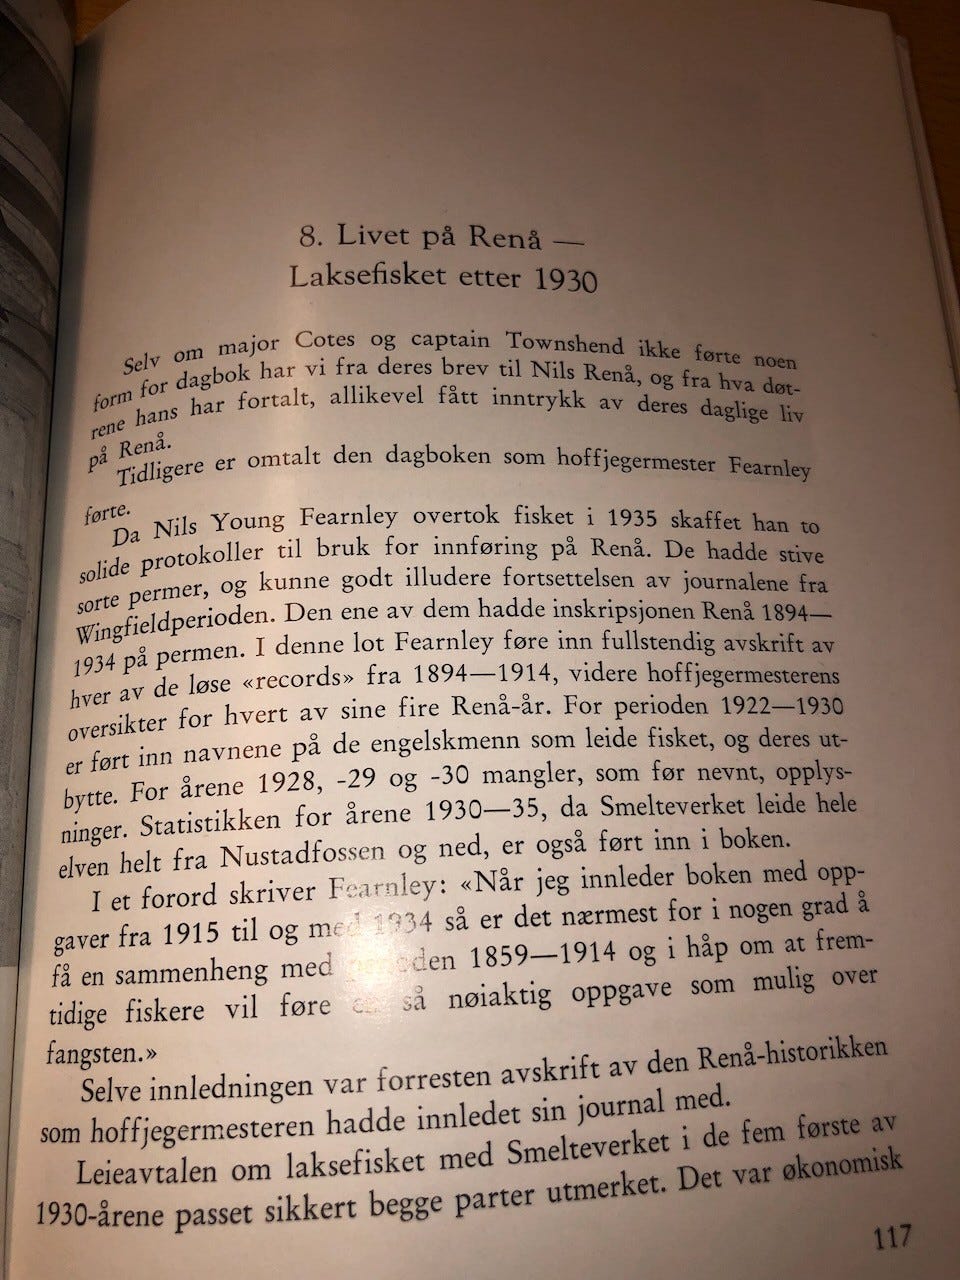 8. Livet på Renå —
Laksefisket etter 1930
Selv om major Cotes og captain Townshend ikke førte noen
form for dagbok har vi fra deres brev til Nils Renå, og fra hva døt-
rene hans har fortalt, allikevel fått inntrykk av deres daglige liv
på Renå.
Tidligere er omtalt den dagboken som hoffjegermester Fearnley
førte.
Da Nils Young Fearnley overtok fisket i 1935 skaffet han to
solide protokoller til bruk for innføring på Renå. De hadde stive
sorte permer, og kunne godt illudere fortsettelsen av journalene fra
Wingfieldperioden. Den ene av dem hadde inskripsjonen Renå 1894—
1934 på permen. I denne lot Fearnley føre inn fullstendig avskrift av
hver av de løse «records» fra 1894—1914, videre hoffjegermesterens
oversikter for hvert av sine fire Renå-år. For perioden 1922—1930
er ført inn navnene på de engelskmenn som leide fisket, og deres ut-
bytte. For årene 1928, -29 og -30 mangler, som før nevnt, opplys-
ninger. Statistikken for årene 1930—35, da Smelteverket leide hele
elven helt fra Nustadfossen og ned, er også ført inn i boken.
I et forord skriver Fearnley: «Når jeg innleder boken med opp-
gaver fra 1915 til og med 1934 så er det nærmest for i nogen grad å
få en sammenheng med perioden 1859—1914 og i håp om at frem-
tidige fiskere vil føre en så nøiaktig oppgave som mulig over
fangsten.»
Selve innledningen var forresten avskrift av den Renå-historikken
som hoffjegermesteren hadde innledet sin journal med.
Leieavtalen om laksefisket med Smelteverket i de fem første av
1930-årene passet sikkert begge parter utmerket. Det var økonomisk
117